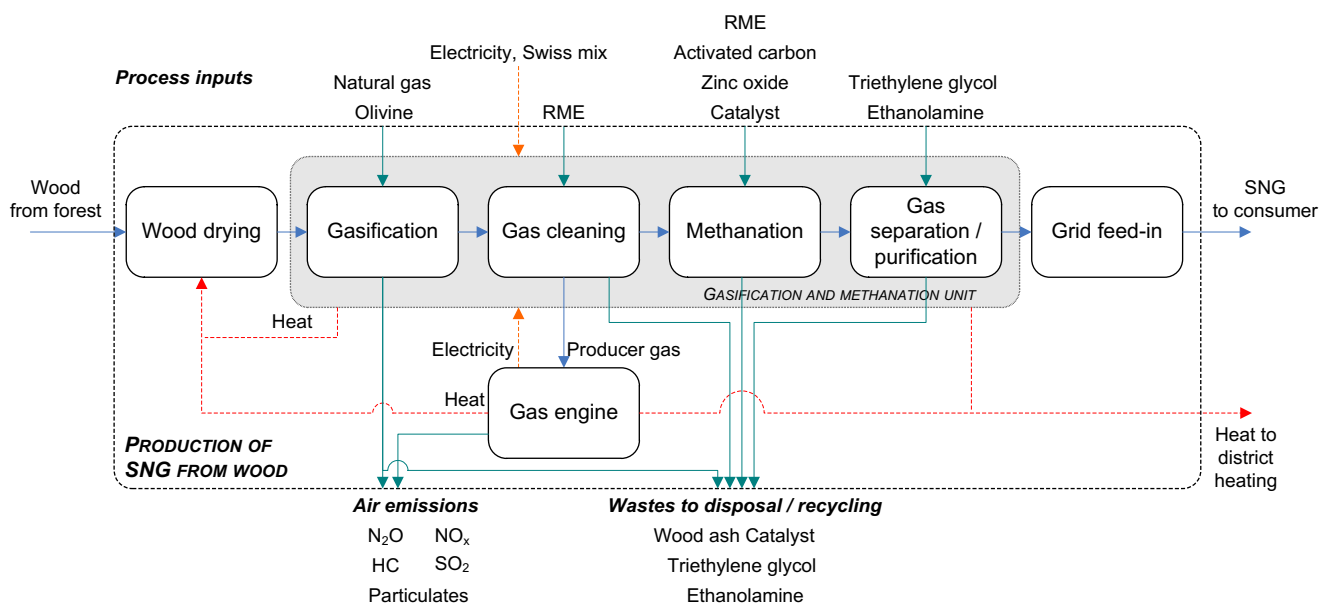 RME
Electricity, Swiss mix
Activated carbon
Process inputs
Natural gas
Zinc oxide
Triethylene glycol
Olivine
RME
Catalyst
Ethanolamine
Wood
from forest
Wood drying
Gasification
Gas cleaning
Methanation
Gas
separation /
purification
Grid feed-in
SNG
to consumer
GASIFICATION AND METHANATION UNIT
Heat
Electricity
Producer gas
Heat
Gas engine
PRODUCTION OF
SNG FROM WOOD
Heat to
district
heating
Air emissions
N₂O NOₓ
HC SO₂
Particulates
Wastes to disposal / recycling
Wood ash Catalyst
Triethylene glycol
Ethanolamine